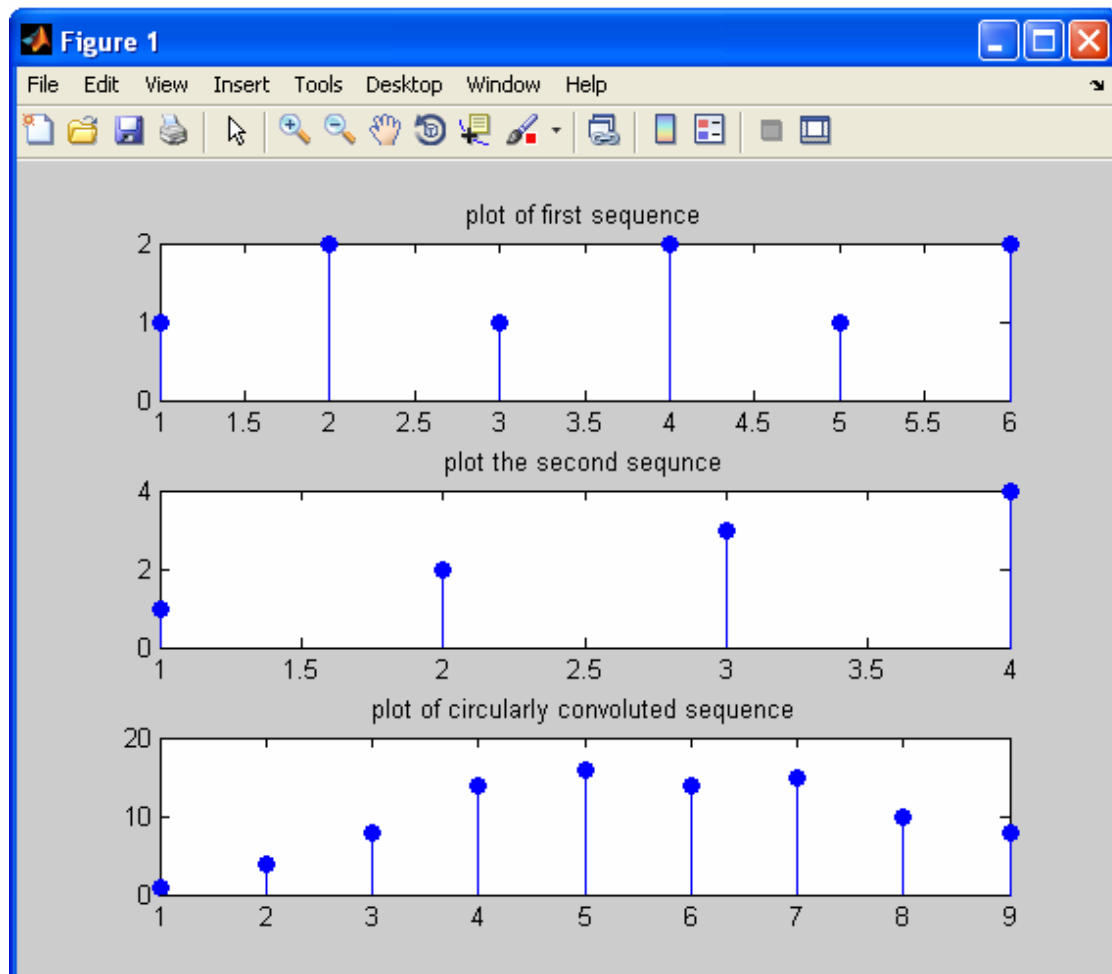 Figure 1
File Edit View Insert Tools Desktop Window Help
plot of first sequence
2
1
0
1 1.5 2 2.5 3 3.5 4 4.5 5 5.5 6
plot the second sequnce
4
2
0
1 1.5 2 2.5 3 3.5 4
plot of circularly convoluted sequence
20
10
0
1 2 3 4 5 6 7 8 9